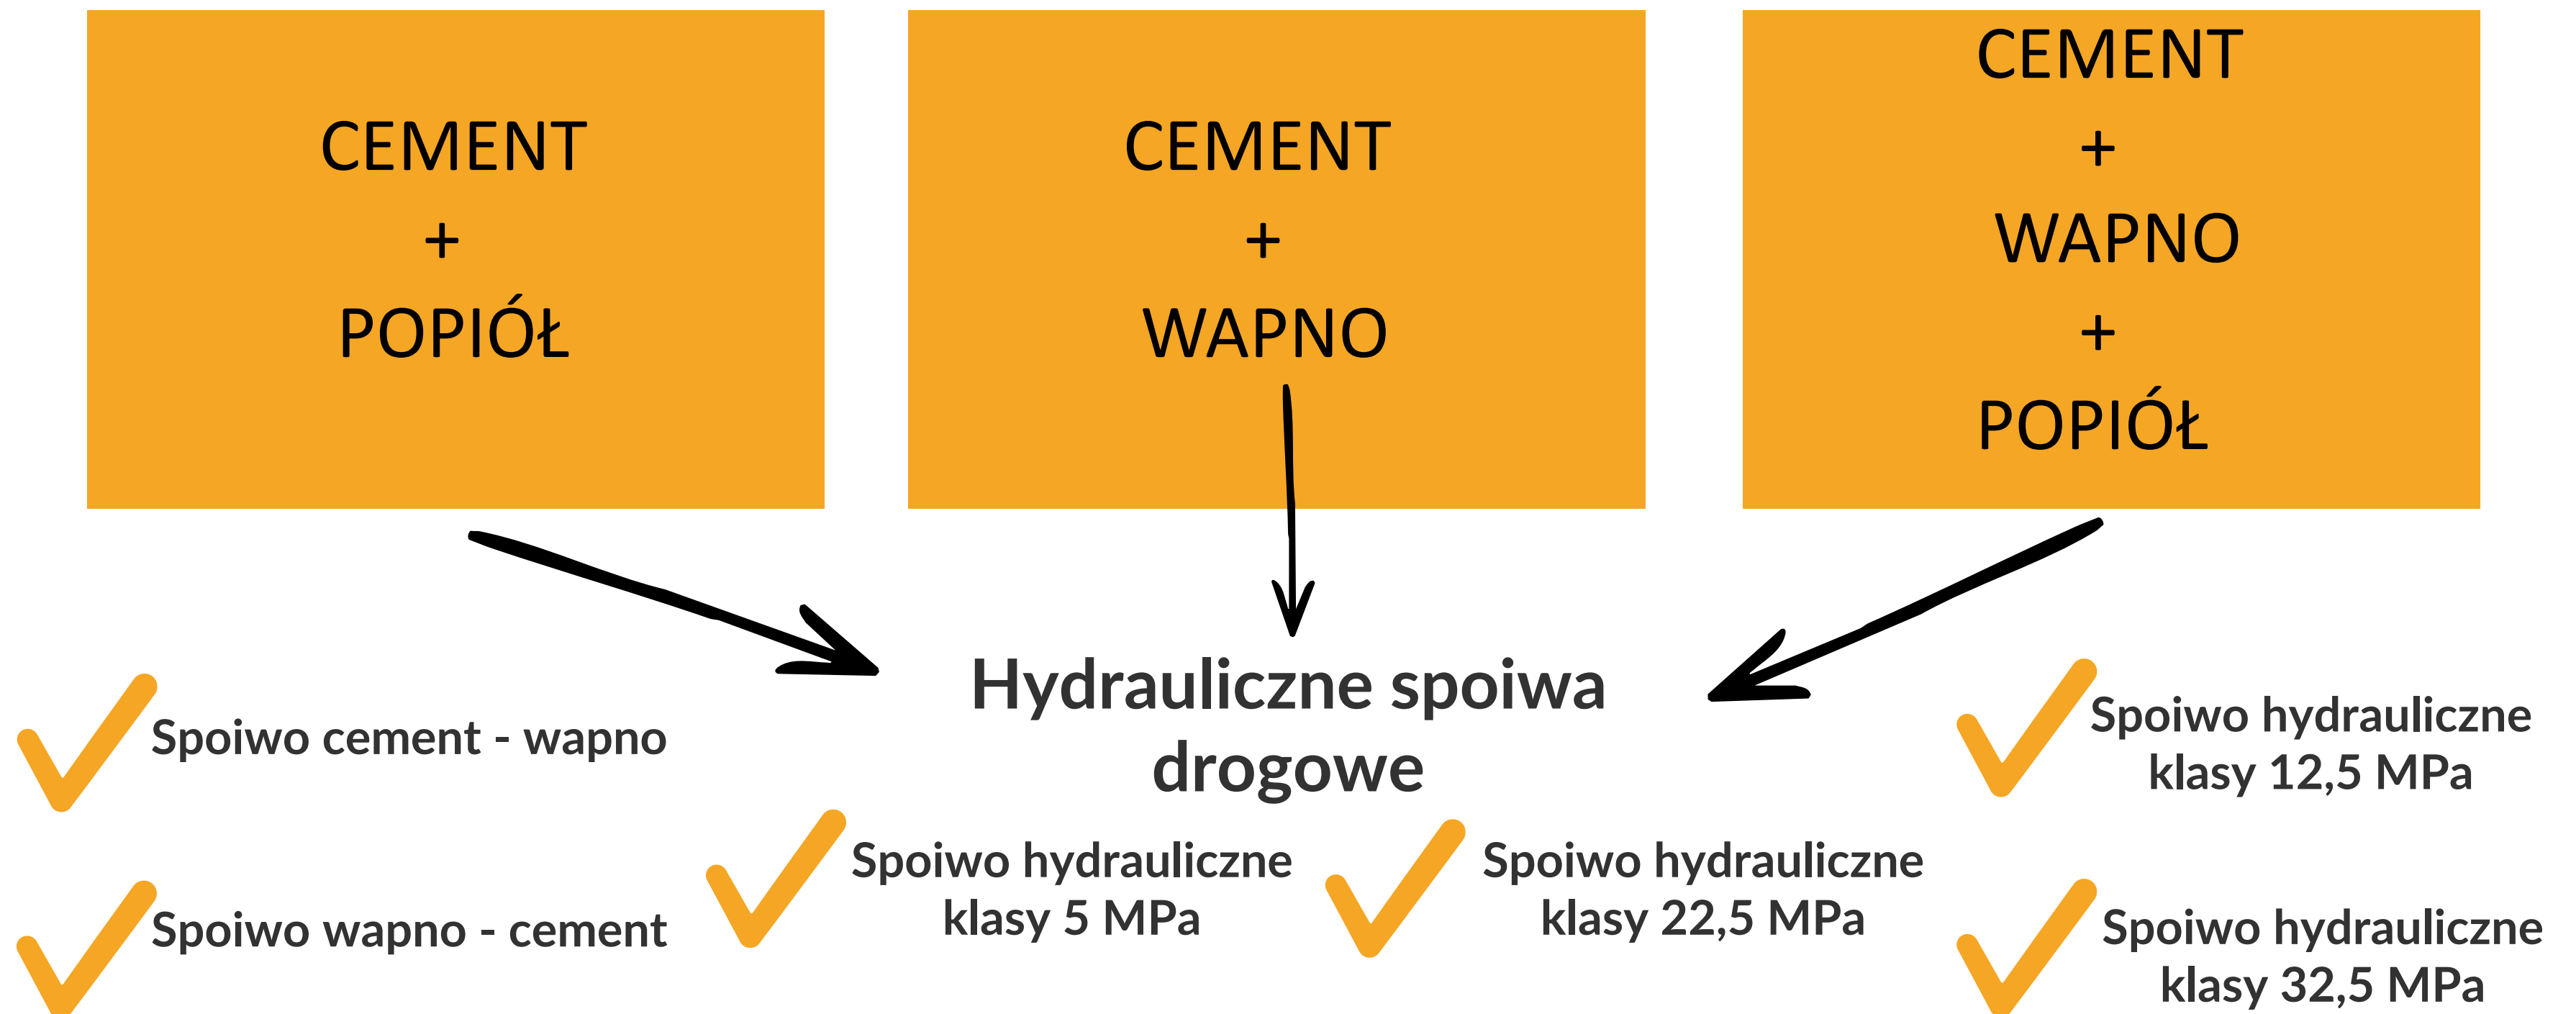 CEMENT
+
POPIÓŁ
CEMENT
+
WAPNO
CEMENT
+
WAPNO
+
POPIÓŁ
Hydrauliczne spoiwa
drogowe
Spoiwo cement - wapno
Spoiwo wapno - cement
Spoiwo hydrauliczne
klasy 5 MPa
Spoiwo hydrauliczne
klasy 22,5 MPa
Spoiwo hydrauliczne
klasy 12,5 MPa
Spoiwo hydrauliczne
klasy 32,5 MPa